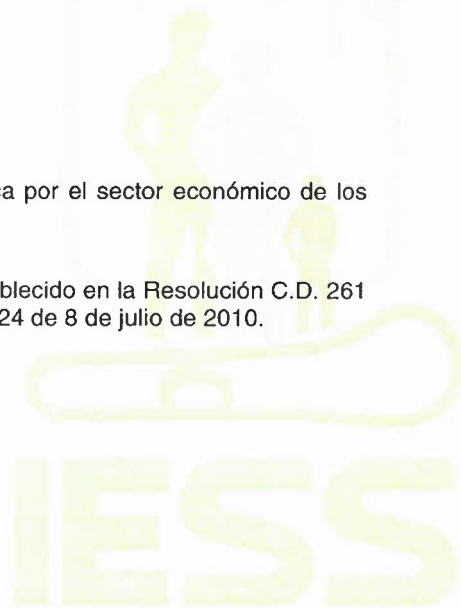 ca por el sector económico de los
blecido en la Resolución C.D. 261
24 de 8 de julio de 2010.
IESS